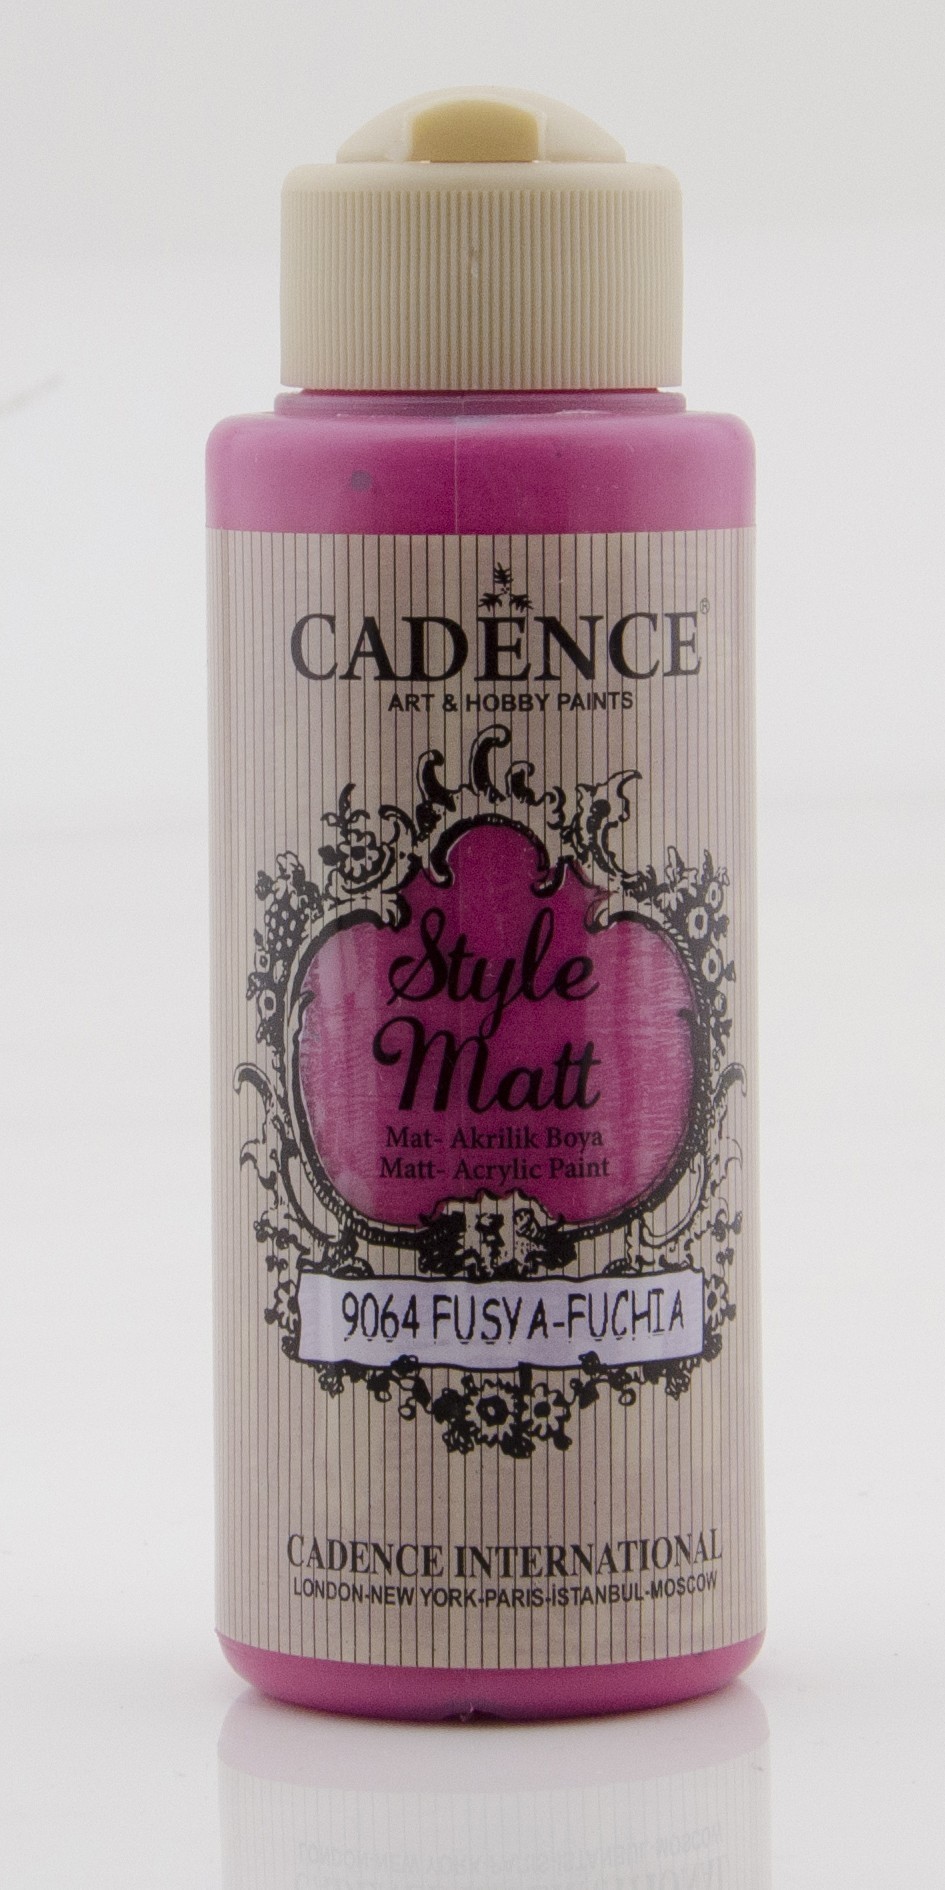 CADENCE®
ART & HOBBY PAINTS
Style
Matt
Mat- Akrilik Boya
Matt- Acrylic Paint
9064 FUSYA-FUCHIA
CADENCE INTERNATIONAL
LONDON-NEW YORK-PARIS-İSTANBUL-MOSCOW